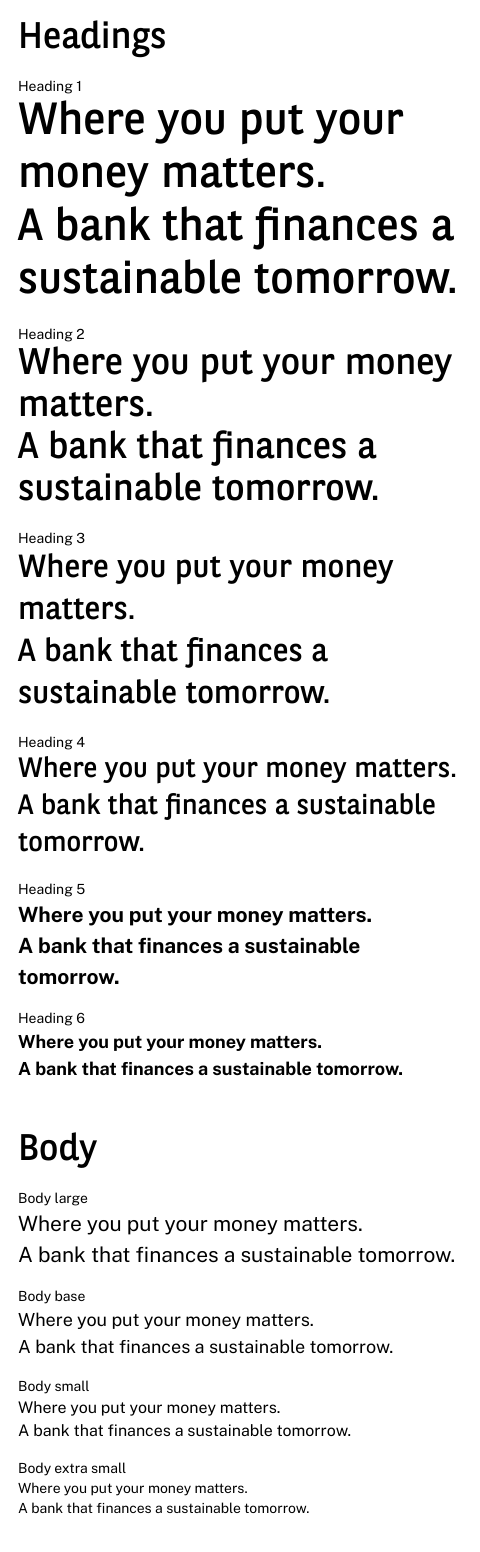 Headings
Heading 1
Where you put your
money matters.
A bank that finances a
sustainable tomorrow.
Heading 2
Where you put your money
matters.
A bank that finances a
sustainable tomorrow.
Heading 3
Where you put your money
matters.
A bank that finances a
sustainable tomorrow.
Heading 4
Where you put your money matters.
A bank that finances a sustainable
tomorrow.
Heading 5
Where you put your money matters.
A bank that finances a sustainable
tomorrow.
Heading 6
Where you put your money matters.
A bank that finances a sustainable tomorrow.
Body
Body large
Where you put your money matters.
A bank that finances a sustainable tomorrow.
Body base
Where you put your money matters.
A bank that finances a sustainable tomorrow.
Body small
Where you put your money matters.
A bank that finances a sustainable tomorrow.
Body extra small
Where you put your money matters.
A bank that finances a sustainable tomorrow.